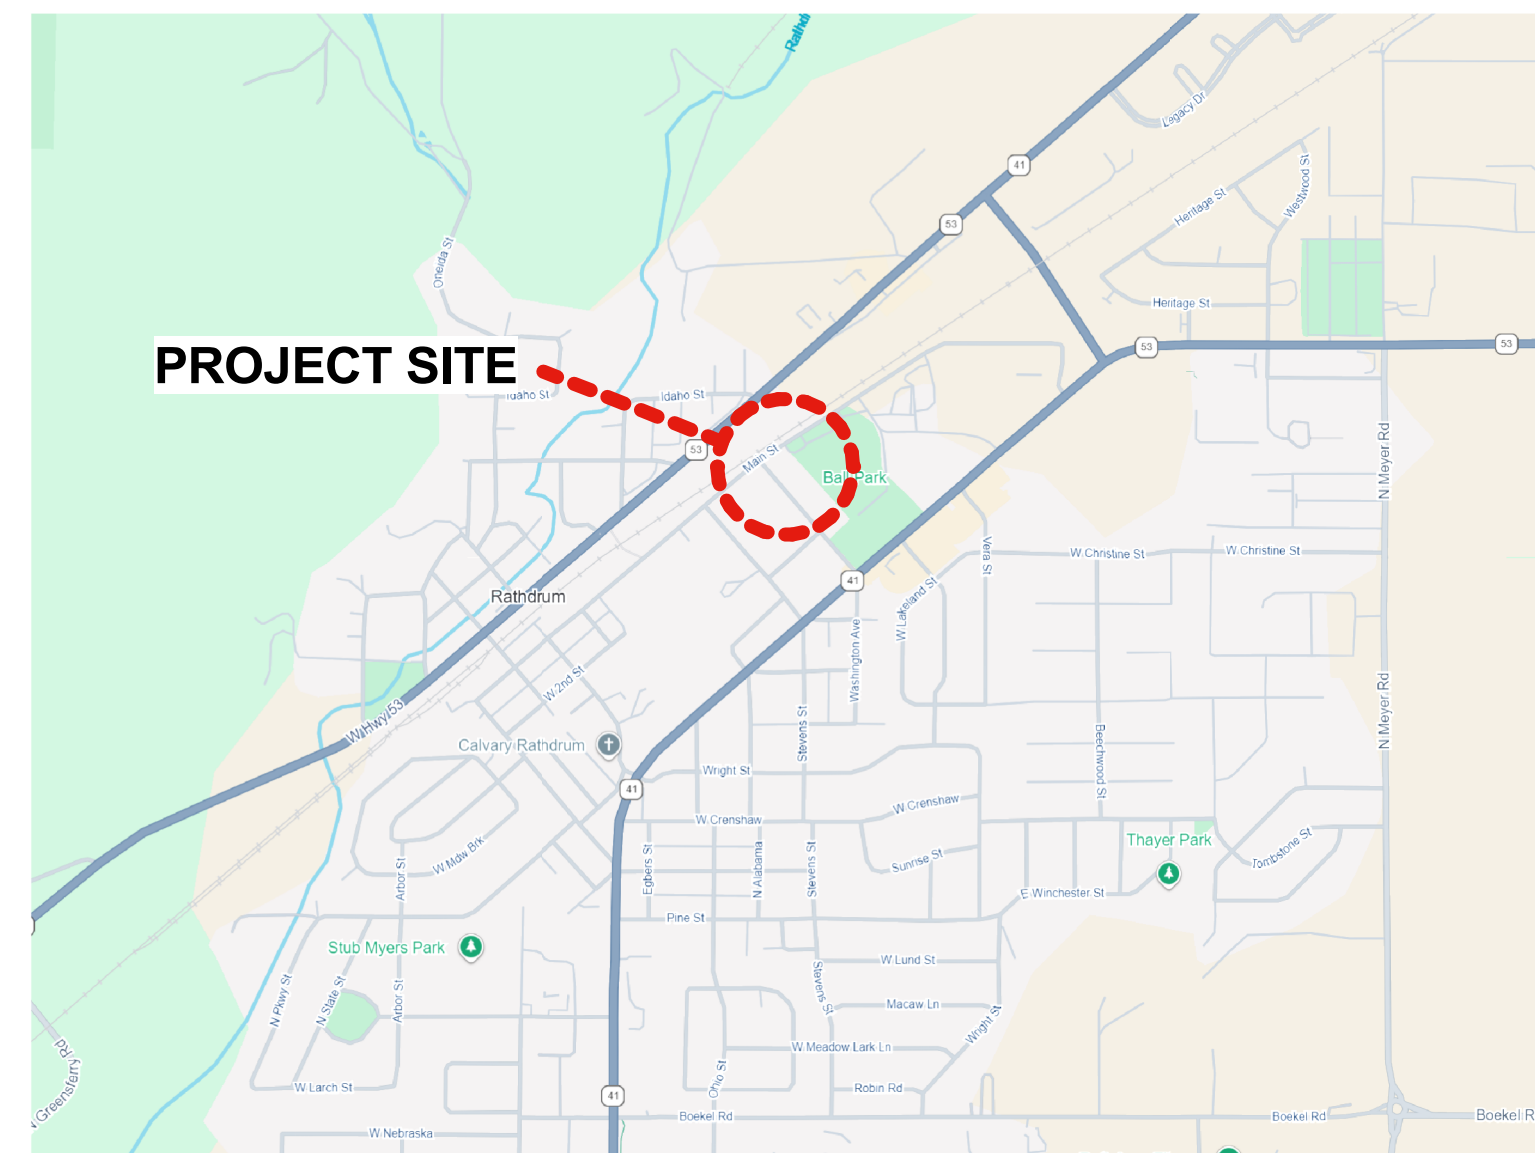 41
Legacy Dr
Westwood St
Heritage St
53
Oneida St
Heritage St
53
53
PROJECT SITE
Idaho St
Idaho St
53
Main St
Ball Park
N Meyer Rd
Vera St
W Christine St
W Christine St
41
Rathdrum
W Lakeland St
Washington Ave
W 2nd St
W Hwy 53
N Meyer Rd
Stevens St
Calvary Rathdrum
Beechwood St
Wright St
41
W Crenshaw
W Crenshaw
Thayer Park
Tombstone St
W Mdw Brk
Arbor St
Egbers St
N Alabama
Stevens St
Sunrise St
E Winchester St
Pine St
Stub Myers Park
W Lund St
N Pkwy St
N State St
Arbor St
Stevens St
Macaw Ln
Wright St
W Meadow Lark Ln
Greensferry Rd
W Larch St
Ohio St
Robin Rd
41
Boekel Rd
Boekel Rd
Boekel R
W Nebraska